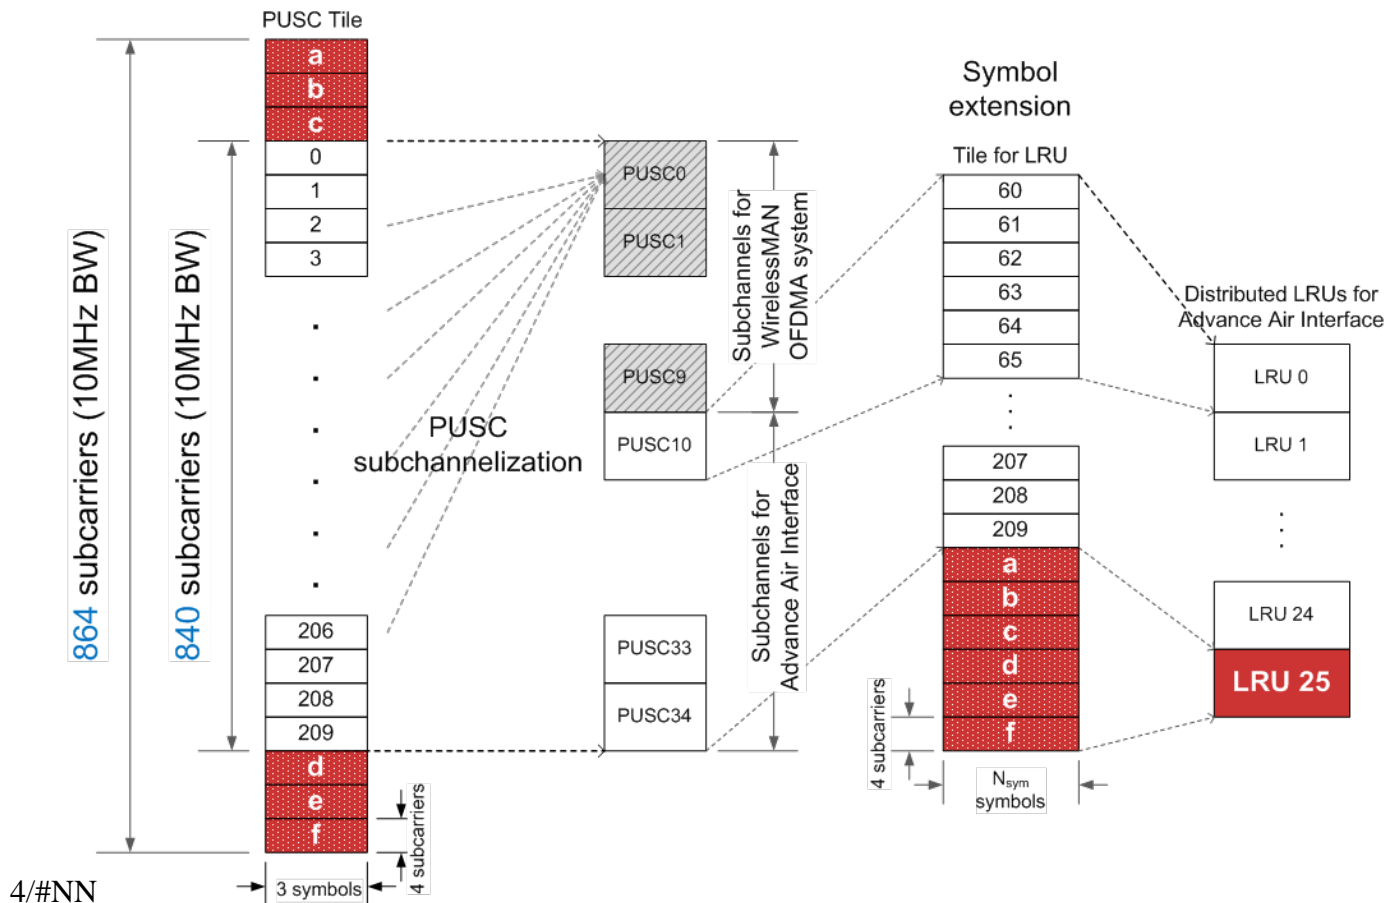 PUSC Tile
a
b
c
0
1
2
3
206
207
208
209
d
e
f
864 subcarriers (10MHz BW)
840 subcarriers (10MHz BW)
4 subcarriers
3 symbols
PUSC
subchannelization
PUSC0
PUSC1
PUSC9
PUSC10
PUSC33
PUSC34
Subchannels for
WirelessMAN
OFDMA system
Subchannels for
Advance Air Interface
Symbol
extension
Tile for LRU
60
61
62
63
64
65
207
208
209
a
b
c
d
e
f
4 subcarriers
Nsym
symbols
Distributed LRUs for
Advance Air Interface
LRU 0
LRU 1
LRU 24
LRU 25
4/#NN